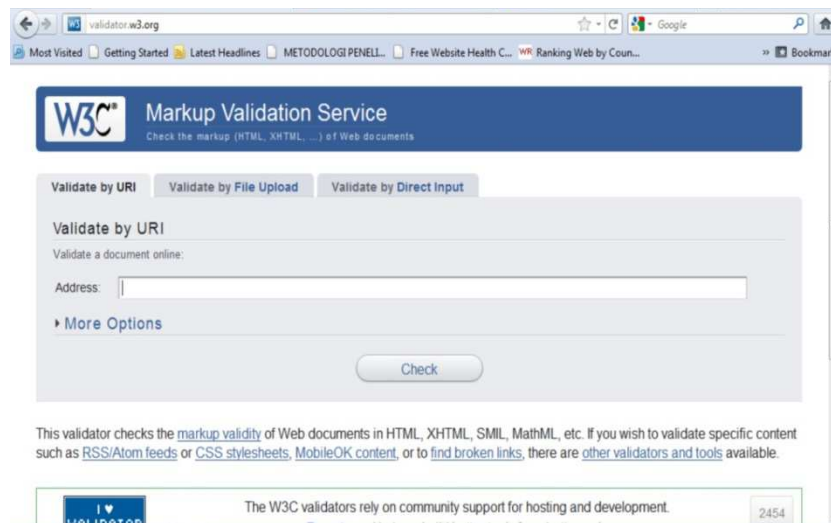 validator.w3.org
Google
Most Visited Getting Started Latest Headlines METODOLOGI PENELI... Free Website Health C... WR Ranking Web by Coun... » Bookmar
W3C® Markup Validation Service
Check the markup (HTML, XHTML, ...) of Web documents
Validate by URI Validate by File Upload Validate by Direct Input
Validate by URI
Validate a document online:
Address:
More Options
Check
This validator checks the markup validity of Web documents in HTML, XHTML, SMIL, MathML, etc. If you wish to validate specific content
such as RSS/Atom feeds or CSS stylesheets, MobileOK content, or to find broken links, there are other validators and tools available.
I ♥ The W3C validators rely on community support for hosting and development.
VALIDATOR 2454